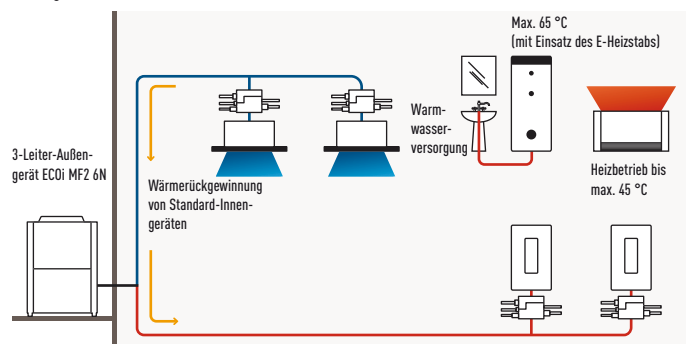 Max. 65 °C
(mit Einsatz des E-Heizstabs)
Warm-
wasser-
versorgung
3-Leiter-Außen-
gerät ECOi MF2 6N
Wärmerückgewinnung
von Standard-Innen-
geräten
Heizbetrieb bis
max. 45 °C